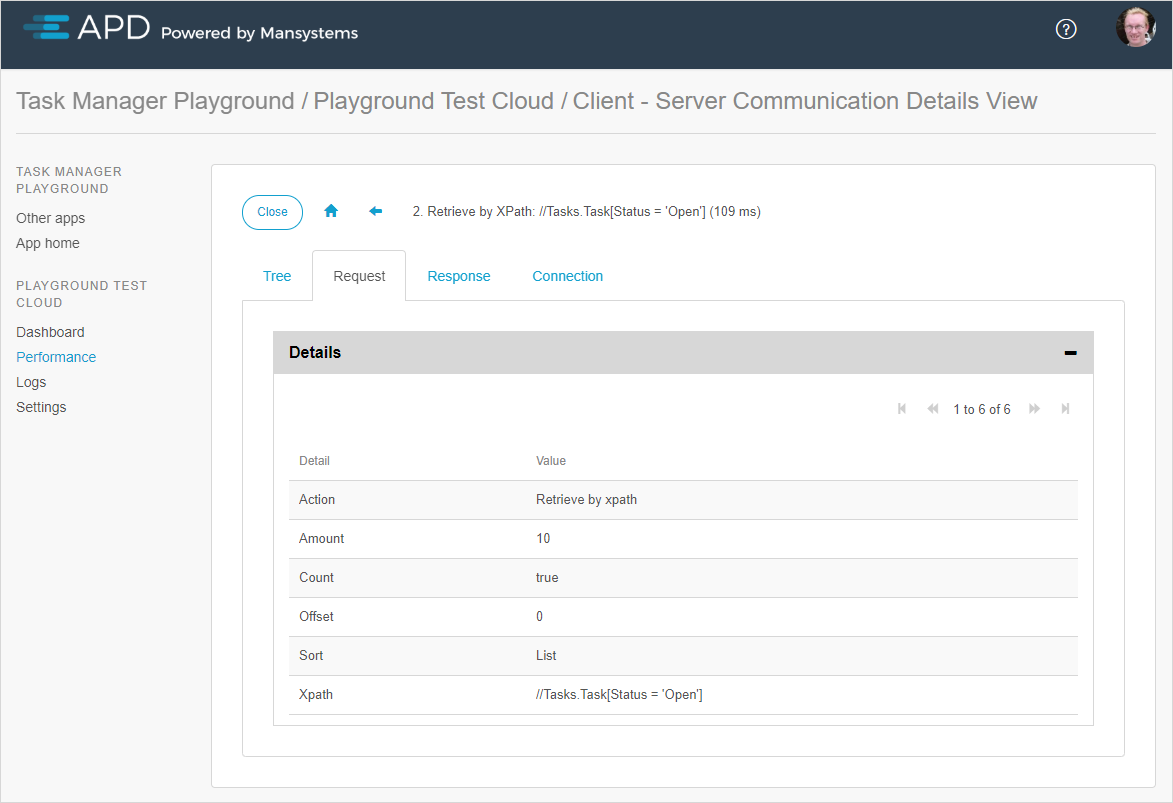 APD Powered by Mansystems
?
Task Manager Playground / Playground Test Cloud / Client - Server Communication Details View
TASK MANAGER
PLAYGROUND
Other apps
App home
PLAYGROUND TEST
CLOUD
Dashboard
Performance
Logs
Settings
Close
2. Retrieve by XPath: //Tasks.Task[Status = 'Open'] (109 ms)
Tree Request Response Connection
Details
1 to 6 of 6
Detail Value
Action Retrieve by xpath
Amount 10
Count true
Offset 0
Sort List
Xpath //Tasks.Task[Status = 'Open']